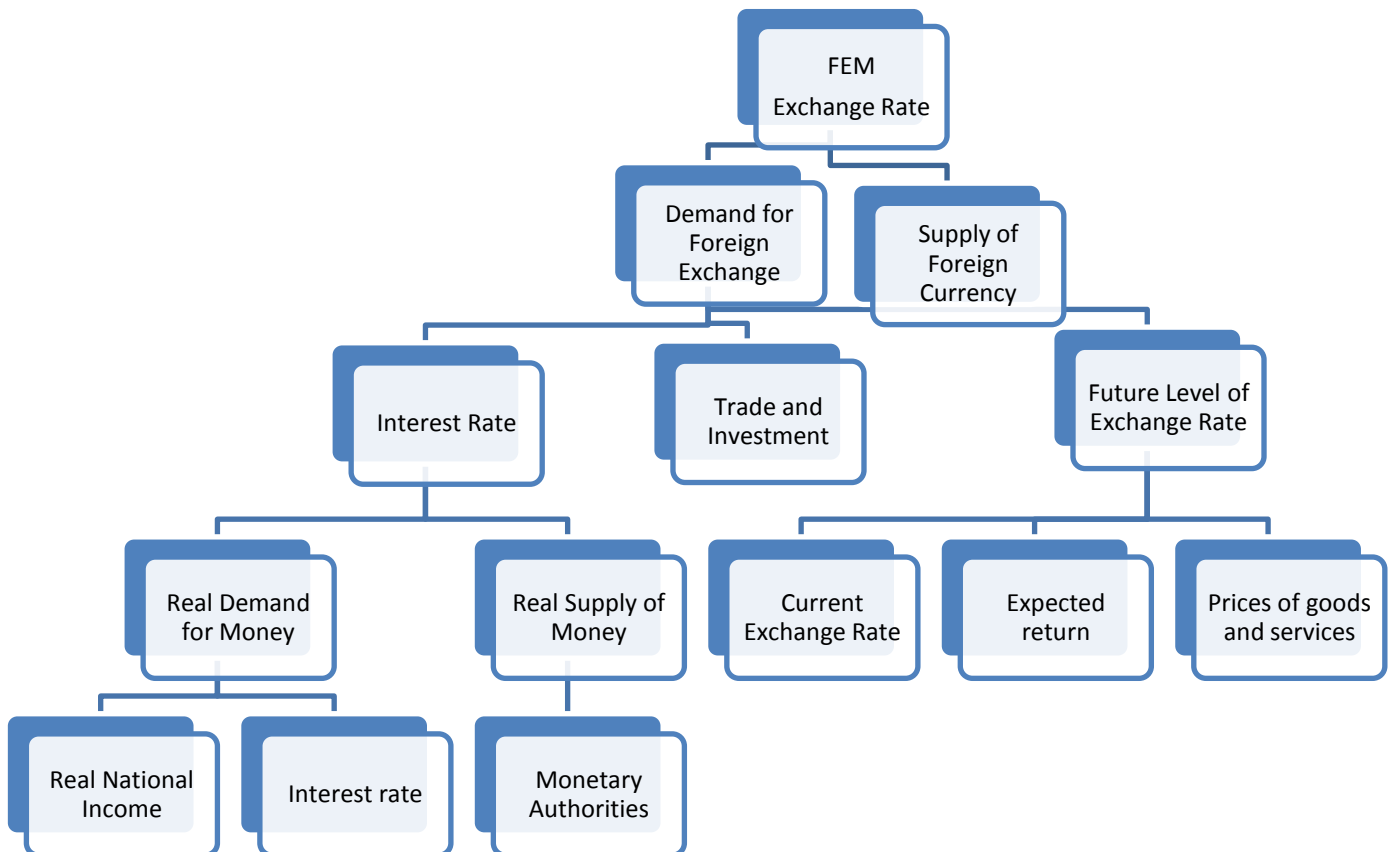 FEM
Exchange Rate
Demand for
Foreign
Exchange
Supply of
Foreign
Currency
Interest Rate
Trade and
Investment
Future Level of
Exchange Rate
Real Demand
for Money
Real Supply of
Money
Current
Exchange Rate
Expected
return
Prices of goods
and services
Real National
Income
Interest rate
Monetary
Authorities